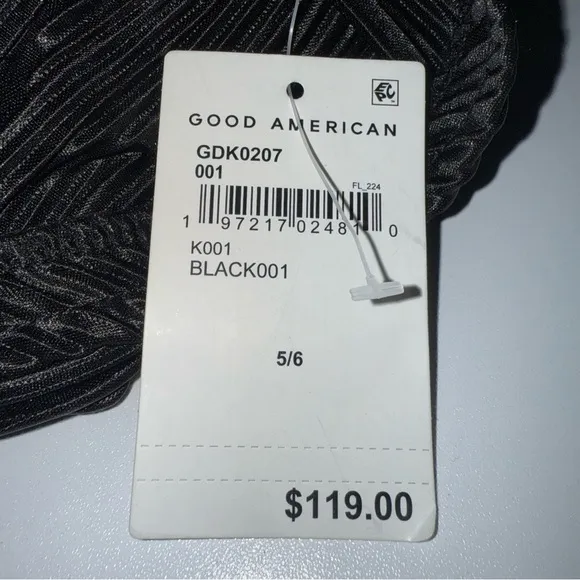 GOOD AMERICAN
GDK0207
001
FL_224
1 97217 02481 0
K001
BLACK001
5/6
$119.00